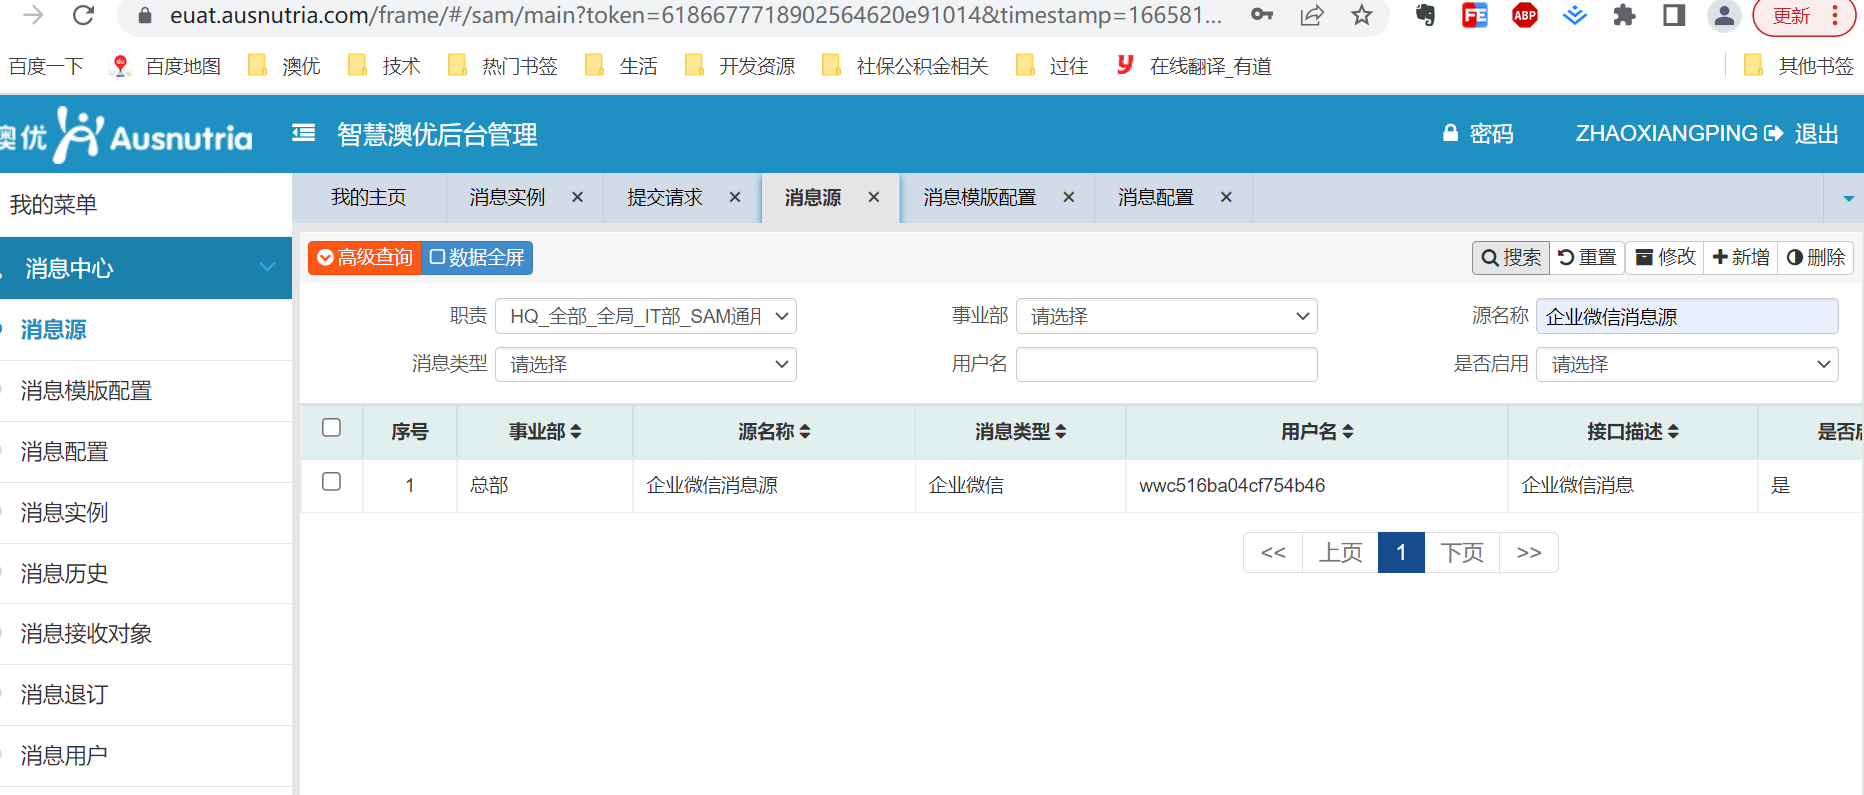 euat.ausnutria.com/frame/#/sam/main?token=6186677718902564620e91014&timestamp=166581...
FE
ABP
更新
百度一下
du
百度地图
澳优
技术
热门书签
生活
开发资源
社保公积金相关
过往
y
在线翻译_有道
其他书签
澳优 Ausnutria
智慧澳优后台管理
密码
ZHAOXIANGPING
退出
我的菜单
我的主页
消息实例 ×
提交请求 ×
消息源 ×
消息模版配置 ×
消息配置 ×
消息中心
消息源
消息模版配置
消息配置
消息实例
消息历史
消息接收对象
消息退订
消息用户
高级查询
数据全屏
搜索
重置
修改
新增
删除
职责 HQ_全部_全局_IT部_SAM通用
事业部 请选择
源名称 企业微信消息源
消息类型 请选择
用户名
是否启用 请选择
序号 事业部 源名称 消息类型 用户名 接口描述 是否
1 总部 企业微信消息源 企业微信 wwc516ba04cf754b46 企业微信消息 是
<< 上页 1 下页 >>